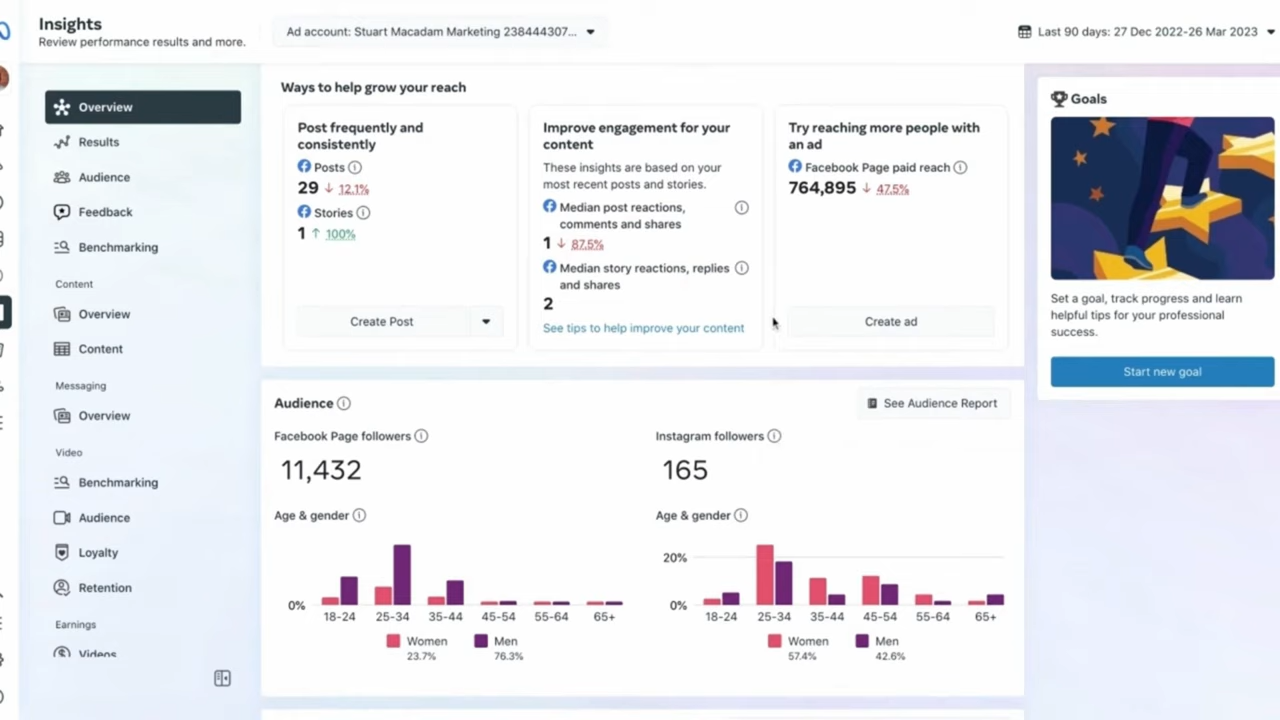 Insights
Review performance results and more.
Ad account: Stuart Macadam Marketing 238444307...
Last 90 days: 27 Dec 2022-26 Mar 2023
Overview
Results
Audience
Feedback
Benchmarking
Content
Overview
Content
Messaging
Overview
Video
Benchmarking
Audience
Loyalty
Retention
Earnings
Videos
Ways to help grow your reach
Post frequently and
consistently
Posts
29 ↓ 12.1%
Stories
1 ↑ 100%
Create Post
Improve engagement for your
content
These insights are based on your
most recent posts and stories.
Median post reactions,
comments and shares
1 ↓ 87.5%
Median story reactions, replies
and shares
2
See tips to help improve your content
Try reaching more people with
an ad
Facebook Page paid reach
764,895 ↓ 47.5%
Create ad
Goals
Set a goal, track progress and learn
helpful tips for your professional
success.
Start new goal
Audience
See Audience Report
Facebook Page followers
11,432
Age & gender
0%
18-24 25-34 35-44 45-54 55-64 65+
Women Men
23.7% 76.3%
Instagram followers
165
Age & gender
20%
0%
18-24 25-34 35-44 45-54 55-64 65+
Women Men
57.4% 42.6%